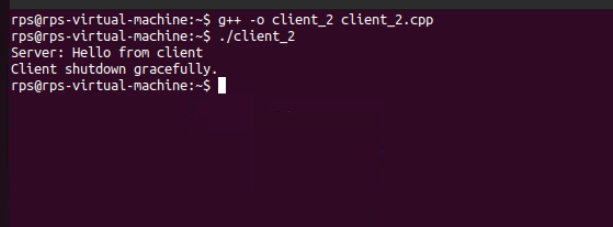 rps@rps-virtual-machine:~$ g++ -o client_2 client_2.cpp
rps@rps-virtual-machine:~$ ./client_2
Server: Hello from client
Client shutdown gracefully.
rps@rps-virtual-machine:~$